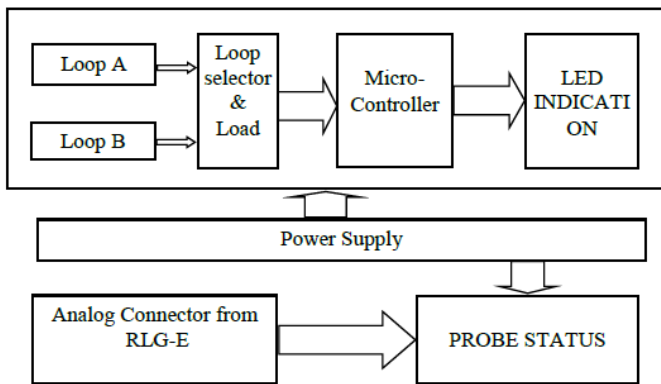 Loop A
Loop B
Loop
selector
&
Load
Micro-
Controller
LED
INDICATI
ON
Power Supply
Analog Connector from
RLG-E
PROBE STATUS